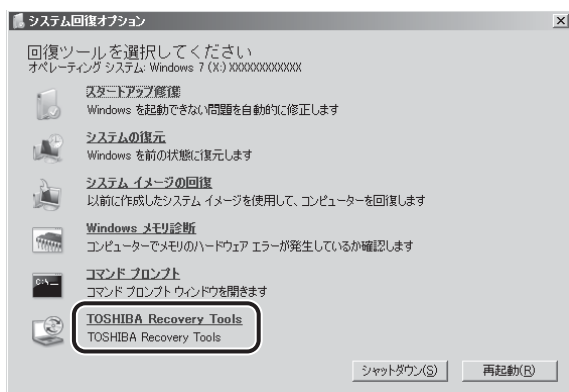 システム回復オプション
回復ツールを選択してください
オペレーティング システム: Windows 7 (X:) XXXXXXXXXXXX
スタートアップ修復
Windows を起動できない問題を自動的に修正します
システムの復元
Windows を前の状態に復元します
システム イメージの回復
以前に作成したシステム イメージを使用して、コンピューターを回復します
Windows メモリ診断
コンピューターでメモリのハードウェア エラーが発生しているか確認します
C:\_
コマンド プロンプト
コマンド プロンプト ウィンドウを開きます
TOSHIBA Recovery Tools
TOSHIBA Recovery Tools
シャットダウン(S) 再起動(R)